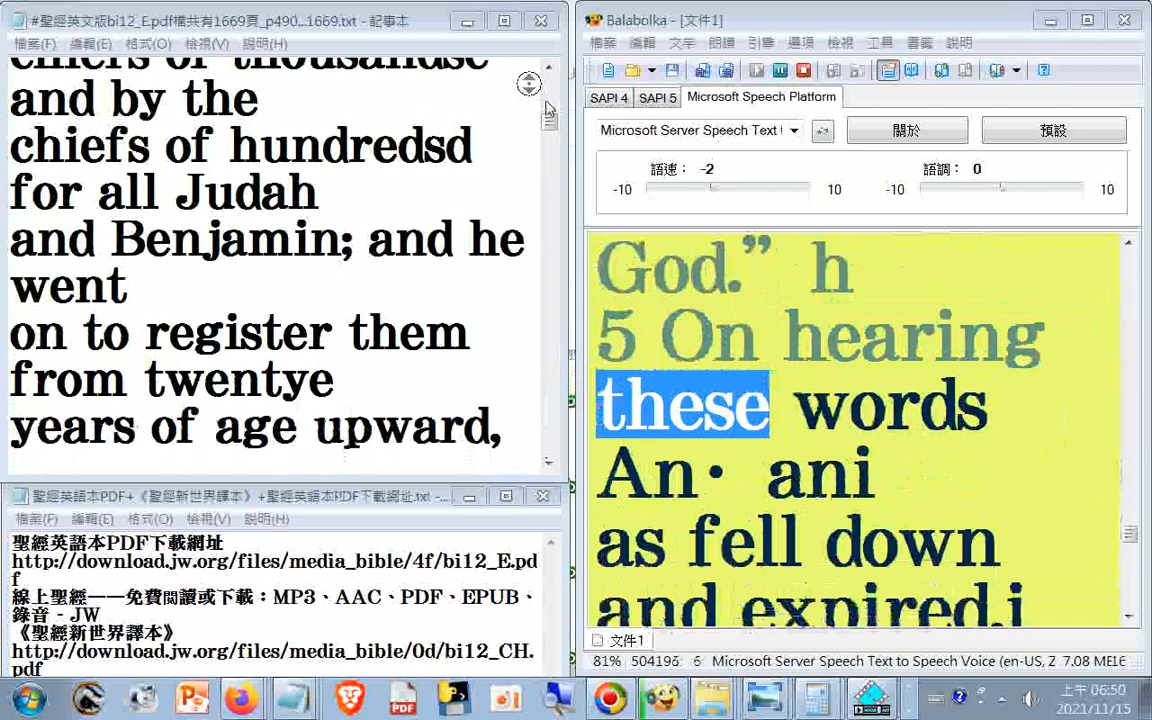 #聖經英文版bi12_E.pdf檔共有1669頁_p490...1669.txt - 記事本
檔案(F) 編輯(E) 格式(O) 檢視(V) 說明(H)
chiefs of thousandse
and by the
chiefs of hundredsd
for all Judah
and Benjamin; and he
went
on to register them
from twentye
years of age upward,
聖經英語本PDF+《聖經新世界譯本》+聖經英語本PDF下載網址.txt -...
檔案(F) 編輯(E) 格式(O) 檢視(V) 說明(H)
聖經英語本PDF下載網址
http://download.jw.org/files/media_bible/4f/bi12_E.pd
f
線上聖經──免費閱讀或下載：MP3、AAC、PDF、EPUB、
錄音 - JW
《聖經新世界譯本》
http://download.jw.org/files/media_bible/0d/bi12_CH.
pdf
Balabolka - [文件1]
檔案 編輯 文字 朗讀 引擎 選項 檢視 工具 書籤 說明
SAPI 4 SAPI 5 Microsoft Speech Platform
Microsoft Server Speech Text 關於 預設
語速： -2 語調： 0
-10 10 -10 10
God.” h
5 On hearing
these words
An· ani
as fell down
and expired.i
文件1
81% 504196: 6 Microsoft Server Speech Text to Speech Voice (en-US, Z 7.08 ME16
上午 06:50
2021/11/15